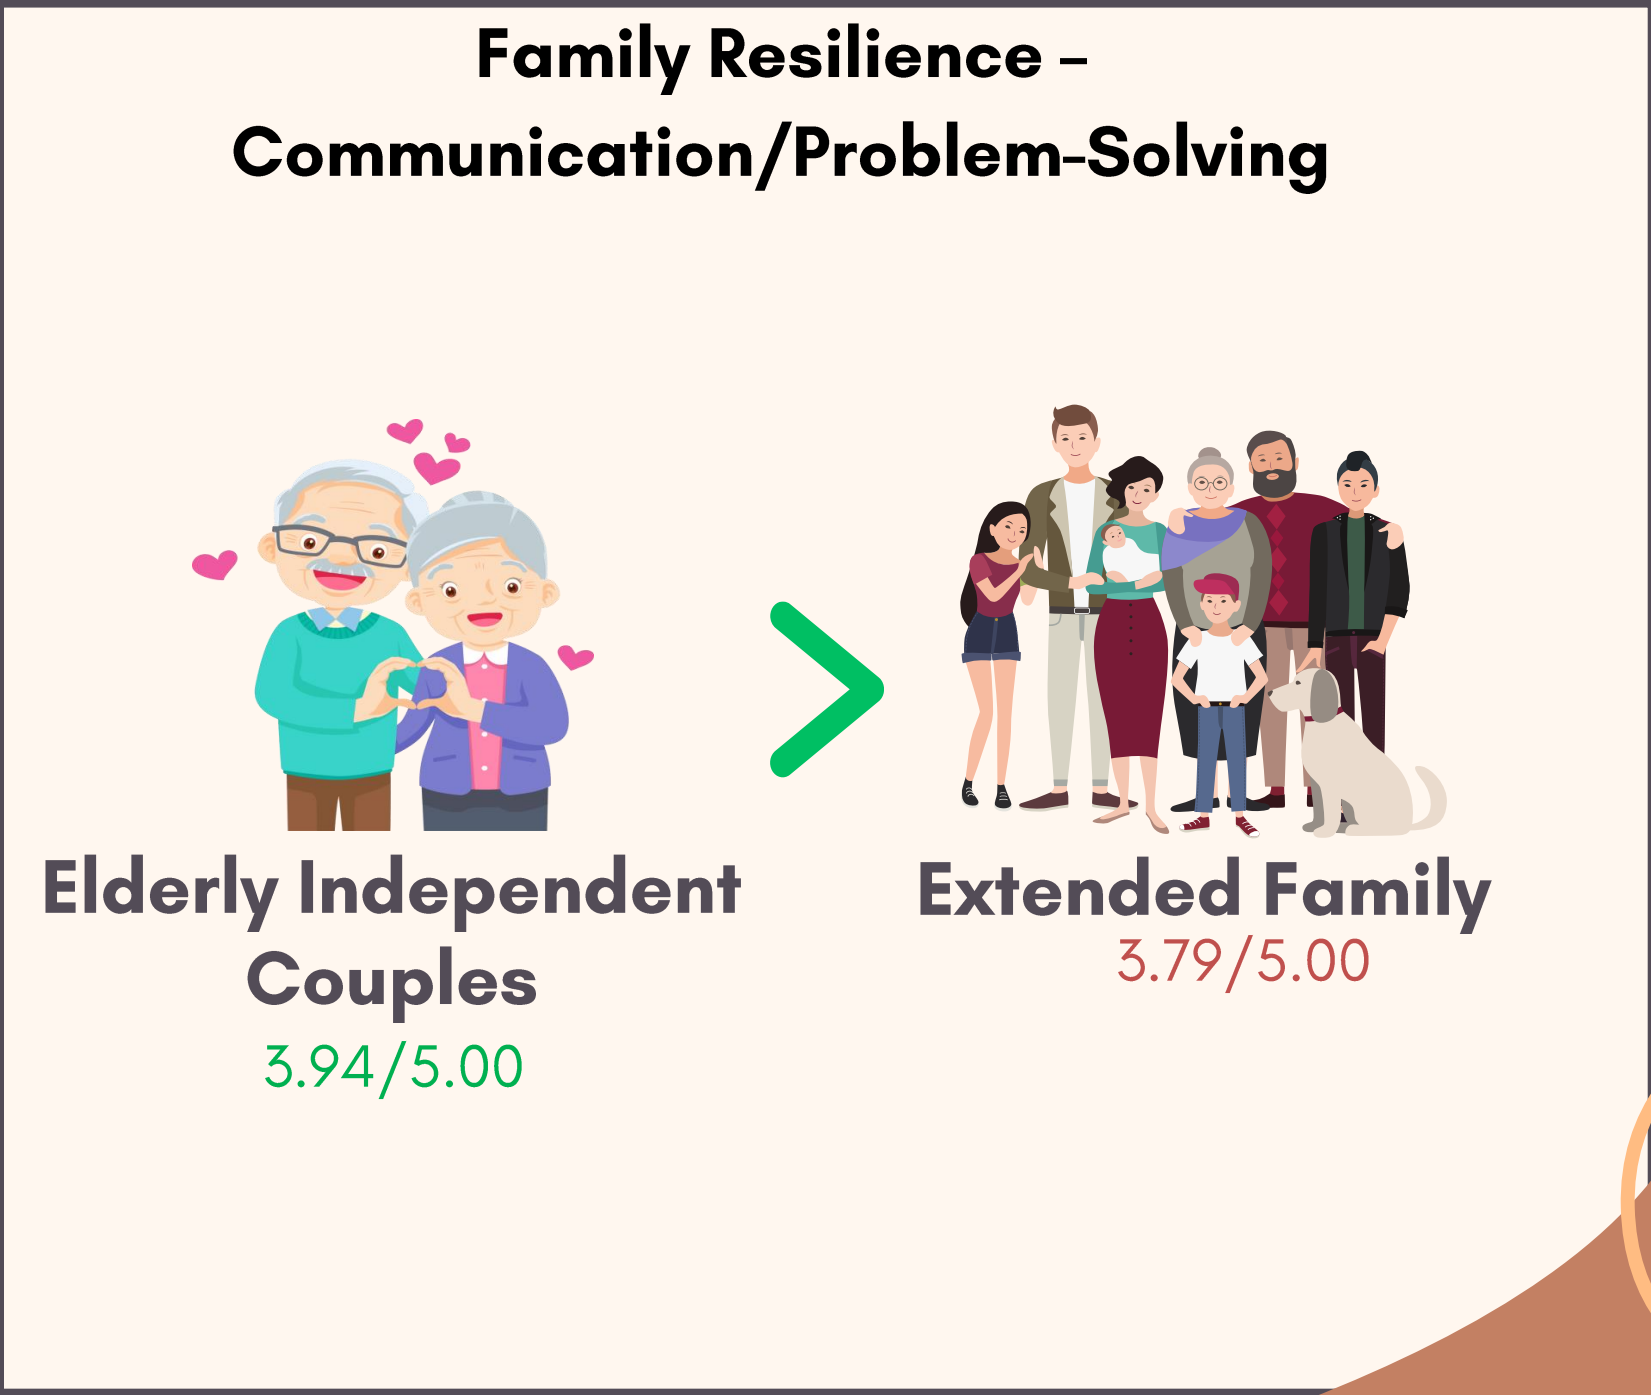 Family Resilience –
Communication/Problem-Solving
>
Elderly Independent
Couples
3.94/5.00
Extended Family
3.79/5.00